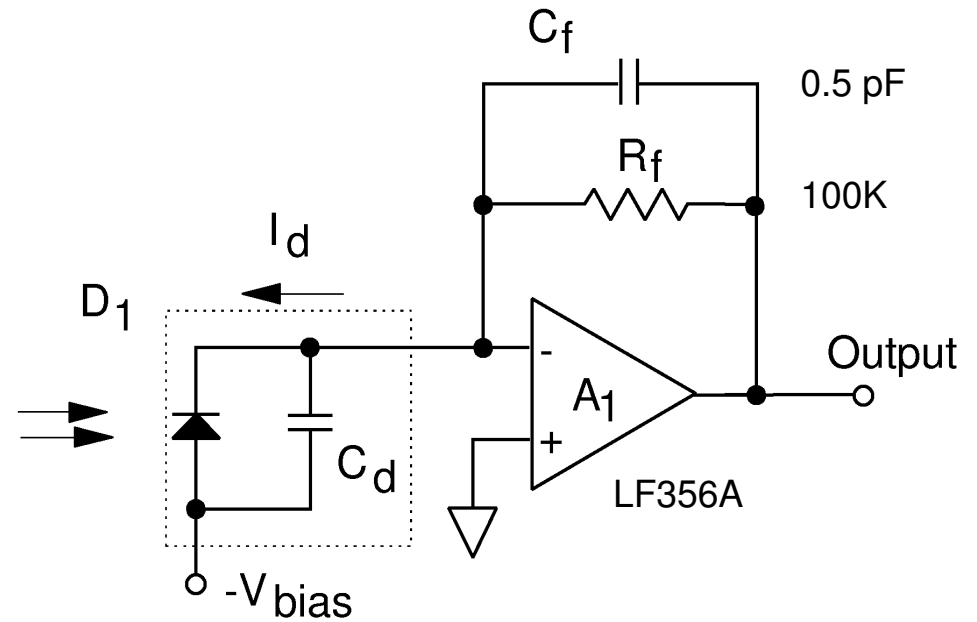 Cf
0.5 pF
Rf
100K
Id
D1
-
Output
A1
+
Cd
LF356A
-Vbias